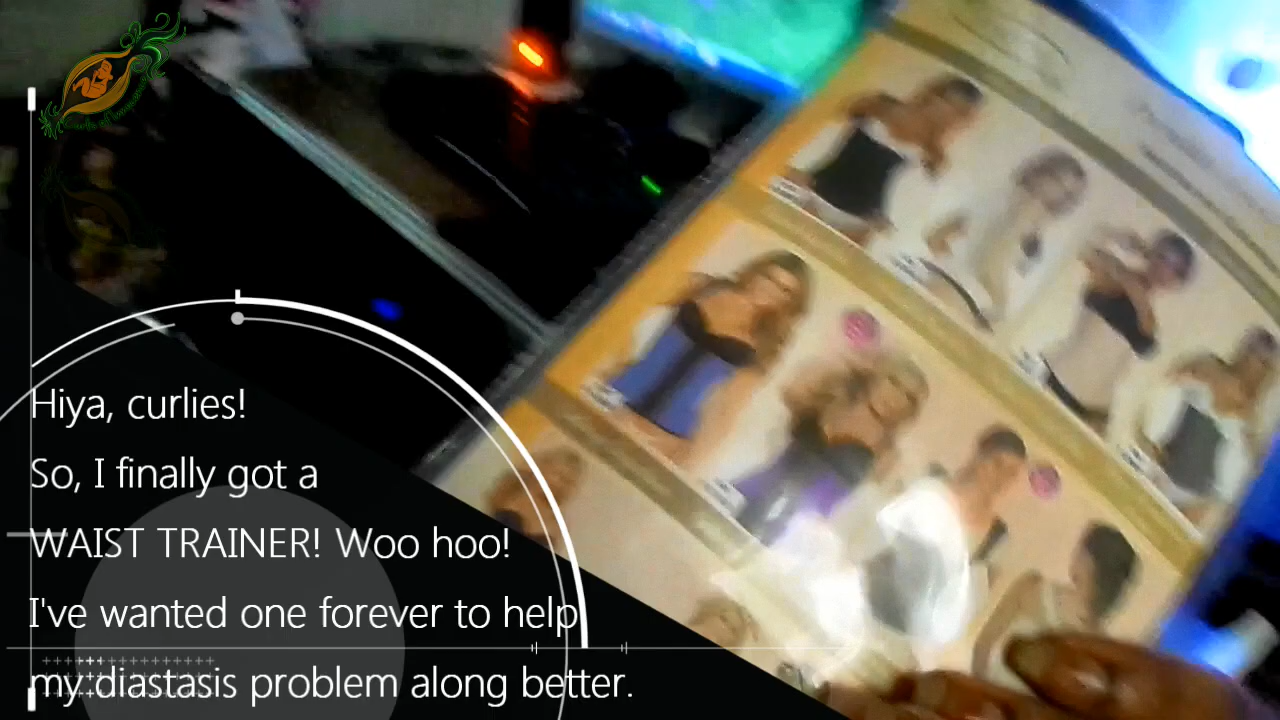 Hiya, curlies!
So, I finally got a
WAIST TRAINER! Woo hoo!
I've wanted one forever to help
my diastasis problem along better.